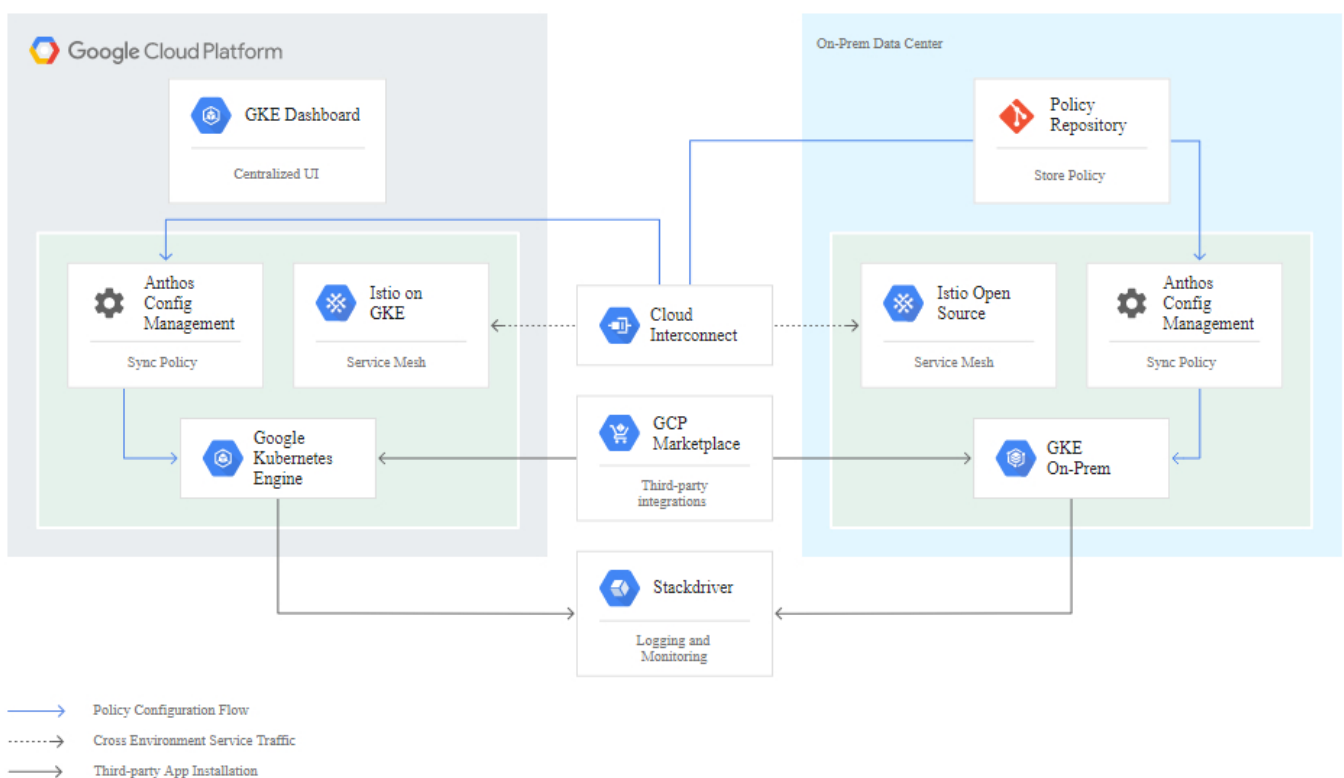 Google Cloud Platform
On-Prem Data Center
GKE Dashboard
Centralized UI
Policy
Repository
Store Policy
Anthos
Config
Management
Sync Policy
Istio on
GKE
Service Mesh
Cloud
Interconnect
Istio Open
Source
Service Mesh
Anthos
Config
Management
Sync Policy
Google
Kubernetes
Engine
GCP
Marketplace
Third-party
integrations
GKE
On-Prem
Stackdriver
Logging and
Monitoring
Policy Configuration Flow
Cross Environment Service Traffic
Third-party App Installation